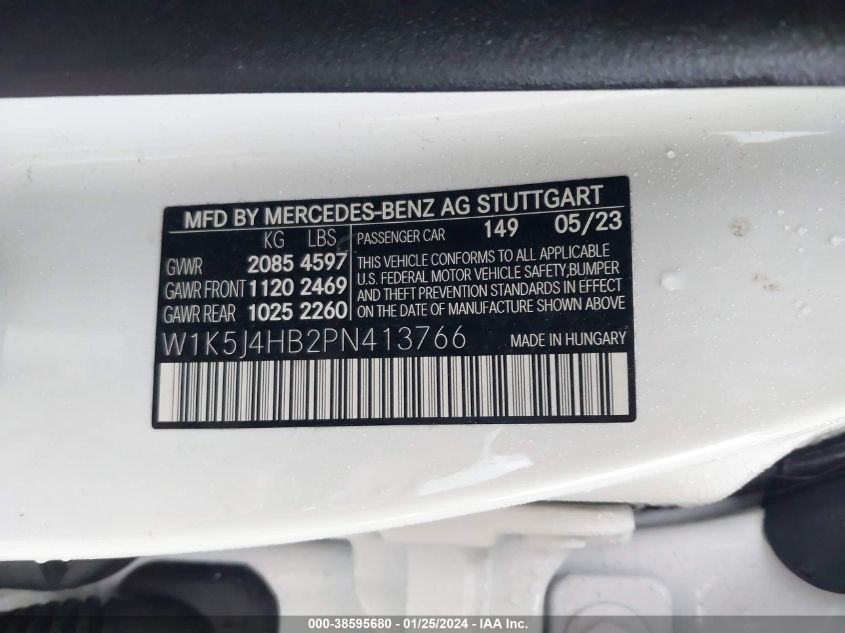 MFD BY MERCEDES-BENZ AG STUTTGART
KG LBS
GVWR 2085 4597
GAWR FRONT 1120 2469
GAWR REAR 1025 2260
PASSENGER CAR 149 05/23
THIS VEHICLE CONFORMS TO ALL APPLICABLE
U.S. FEDERAL MOTOR VEHICLE SAFETY,BUMPER
AND THEFT PREVENTION STANDARDS IN EFFECT
ON THE DATE OF MANUFACTURE SHOWN ABOVE
W1K5J4HB2PN413766
MADE IN HUNGARY
000-38595680 - 01/25/2024 - IAA Inc.